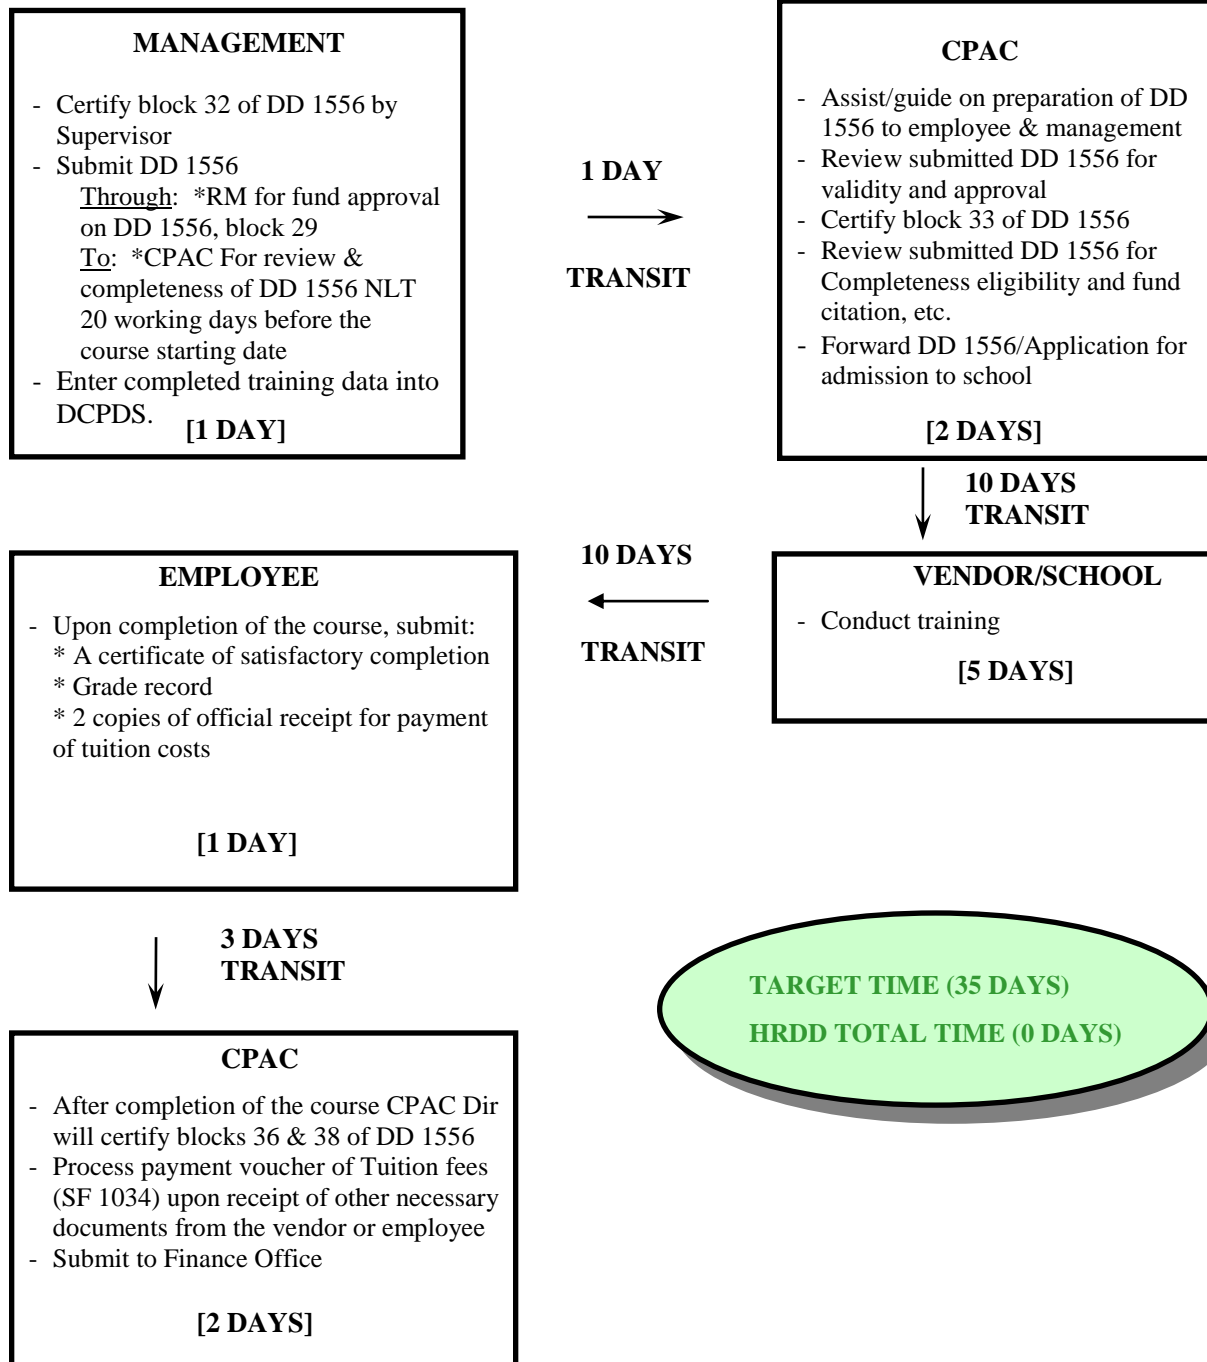 MANAGEMENT
- Certify block 32 of DD 1556 by
Supervisor
- Submit DD 1556
Through: *RM for fund approval
on DD 1556, block 29
To: *CPAC For review &
completeness of DD 1556 NLT
20 working days before the
course starting date
- Enter completed training data into
DCPDS.
[1 DAY]
1 DAY
TRANSIT
CPAC
- Assist/guide on preparation of DD
1556 to employee & management
- Review submitted DD 1556 for
validity and approval
- Certify block 33 of DD 1556
- Review submitted DD 1556 for
Completeness eligibility and fund
citation, etc.
- Forward DD 1556/Application for
admission to school
[2 DAYS]
10 DAYS
TRANSIT
VENDOR/SCHOOL
- Conduct training
[5 DAYS]
10 DAYS
TRANSIT
EMPLOYEE
- Upon completion of the course, submit:
* A certificate of satisfactory completion
* Grade record
* 2 copies of official receipt for payment
of tuition costs
[1 DAY]
3 DAYS
TRANSIT
CPAC
- After completion of the course CPAC Dir
will certify blocks 36 & 38 of DD 1556
- Process payment voucher of Tuition fees
(SF 1034) upon receipt of other necessary
documents from the vendor or employee
- Submit to Finance Office
[2 DAYS]
TARGET TIME (35 DAYS)
HRDD TOTAL TIME (0 DAYS)